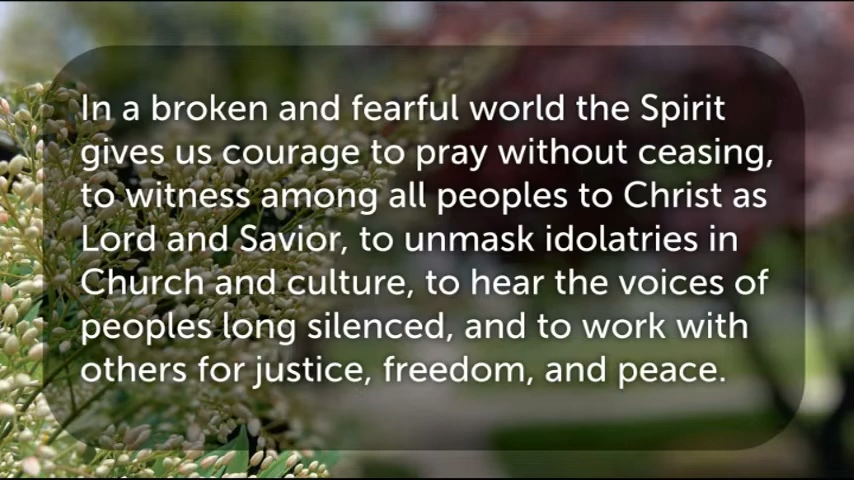 In a broken and fearful world the Spirit
gives us courage to pray without ceasing,
to witness among all peoples to Christ as
Lord and Savior, to unmask idolatries in
Church and culture, to hear the voices of
peoples long silenced, and to work with
others for justice, freedom, and peace.